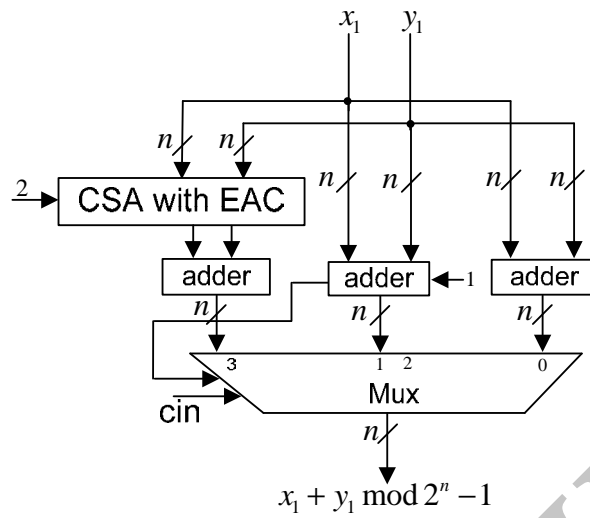 x₁ y₁
n n
n n n n
2 CSA with EAC
adder adder 1 adder
n n n
3 1 2 0
Mux
cin
n
x₁ + y₁ mod 2ⁿ − 1